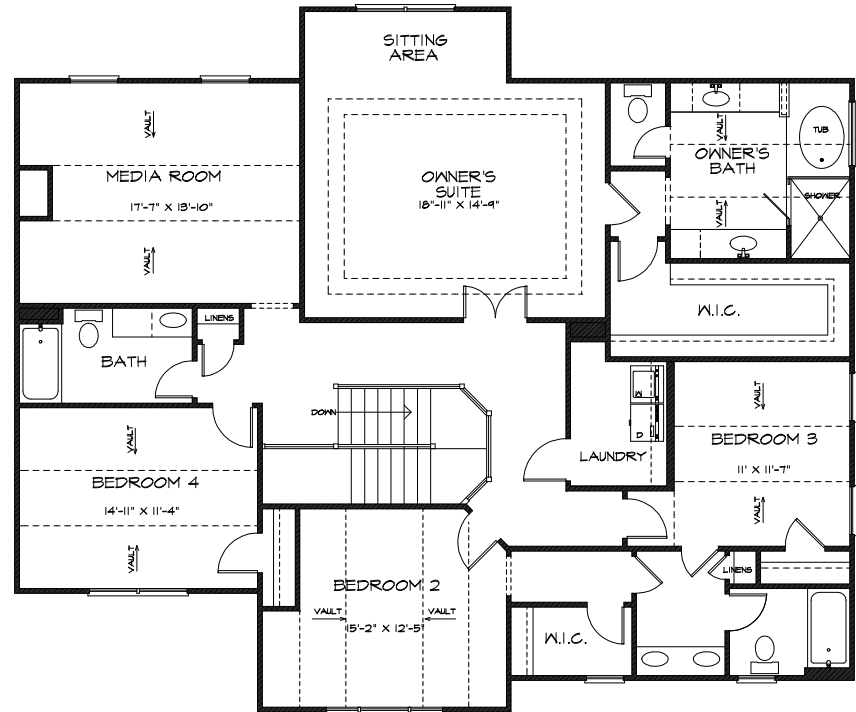 SITTING
AREA
VAULT
MEDIA ROOM
17'-7" X 13'-10"
VAULT
OWNER'S
SUITE
18'-11" X 14'-9"
VAULT
OWNER'S
BATH
VAULT
TUB
SHOWER
W.I.C.
LINENS
BATH
DOWN
W
D
LAUNDRY
VAULT
BEDROOM 3
11' X 11'-7"
VAULT
VAULT
BEDROOM 4
14'-11" X 11'-4"
VAULT
BEDROOM 2
VAULT
VAULT
15'-2" X 12'-5"
W.I.C.
LINENS